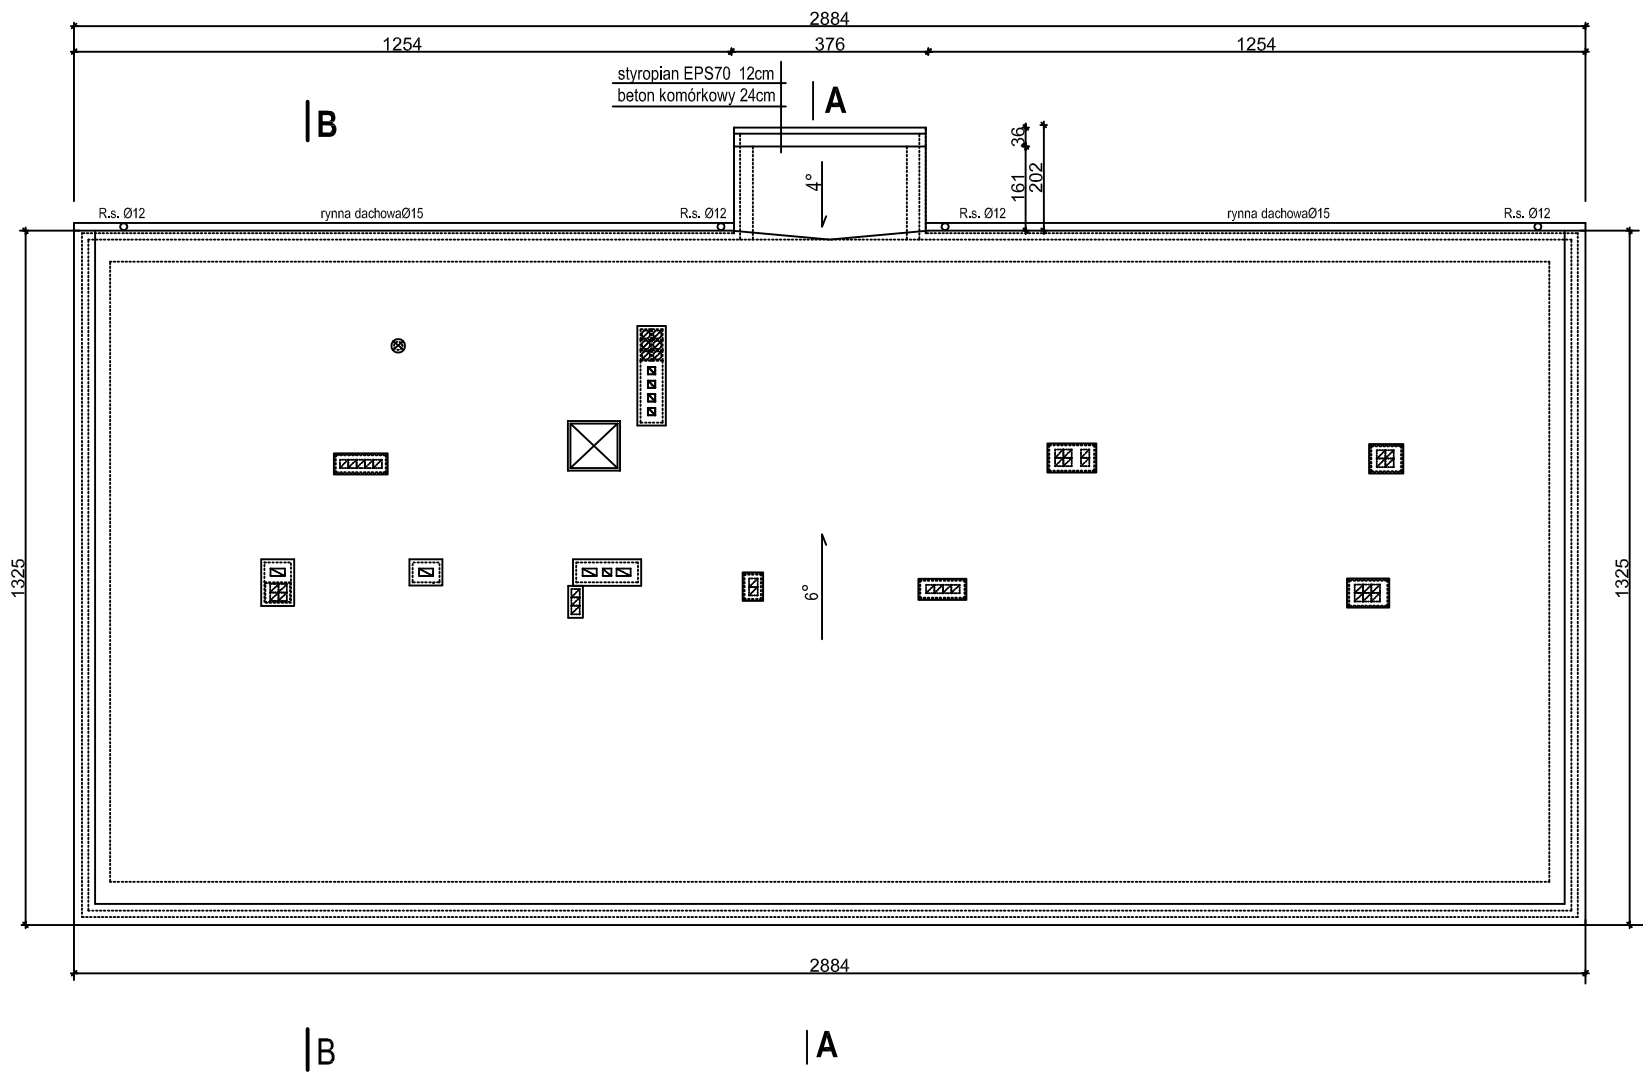 2884
1254
376
1254
styropian EPS70 12cm
beton komórkowy 24cm
A
B
36
161
202
4°
R.s. Ø12
rynna dachowaØ15
R.s. Ø12
R.s. Ø12
rynna dachowaØ15
R.s. Ø12
1325
6°
1325
2884
B
A